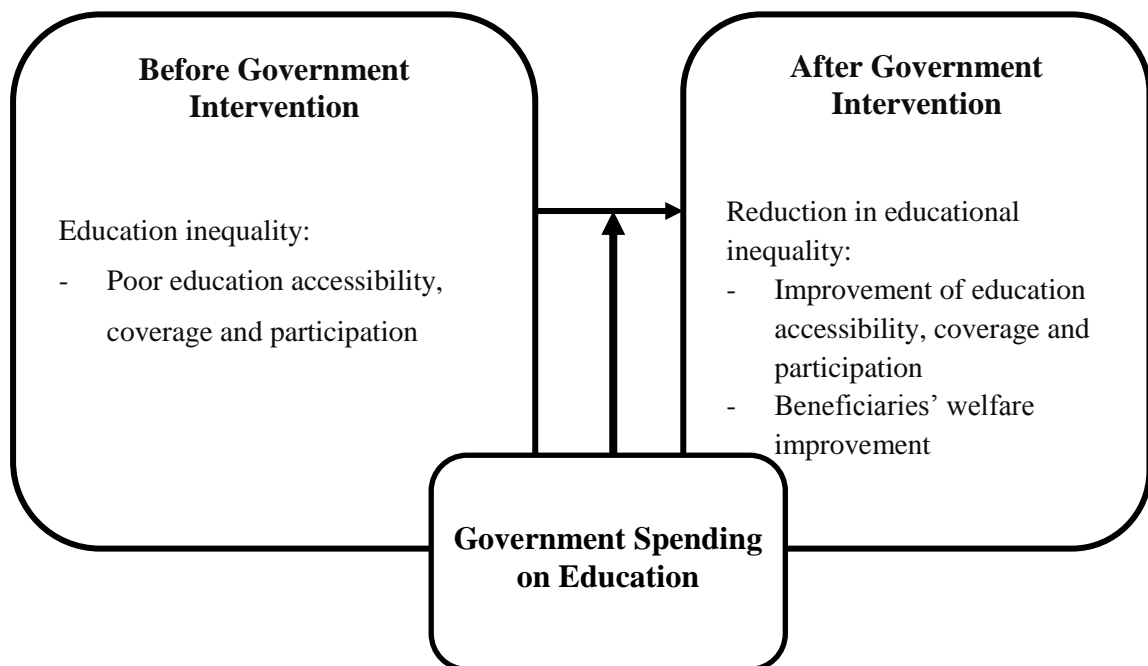 Before Government
Intervention
Education inequality:
- Poor education accessibility,
coverage and participation
After Government
Intervention
Reduction in educational
inequality:
- Improvement of education
accessibility, coverage and
participation
- Beneficiaries’ welfare
improvement
Government Spending
on Education